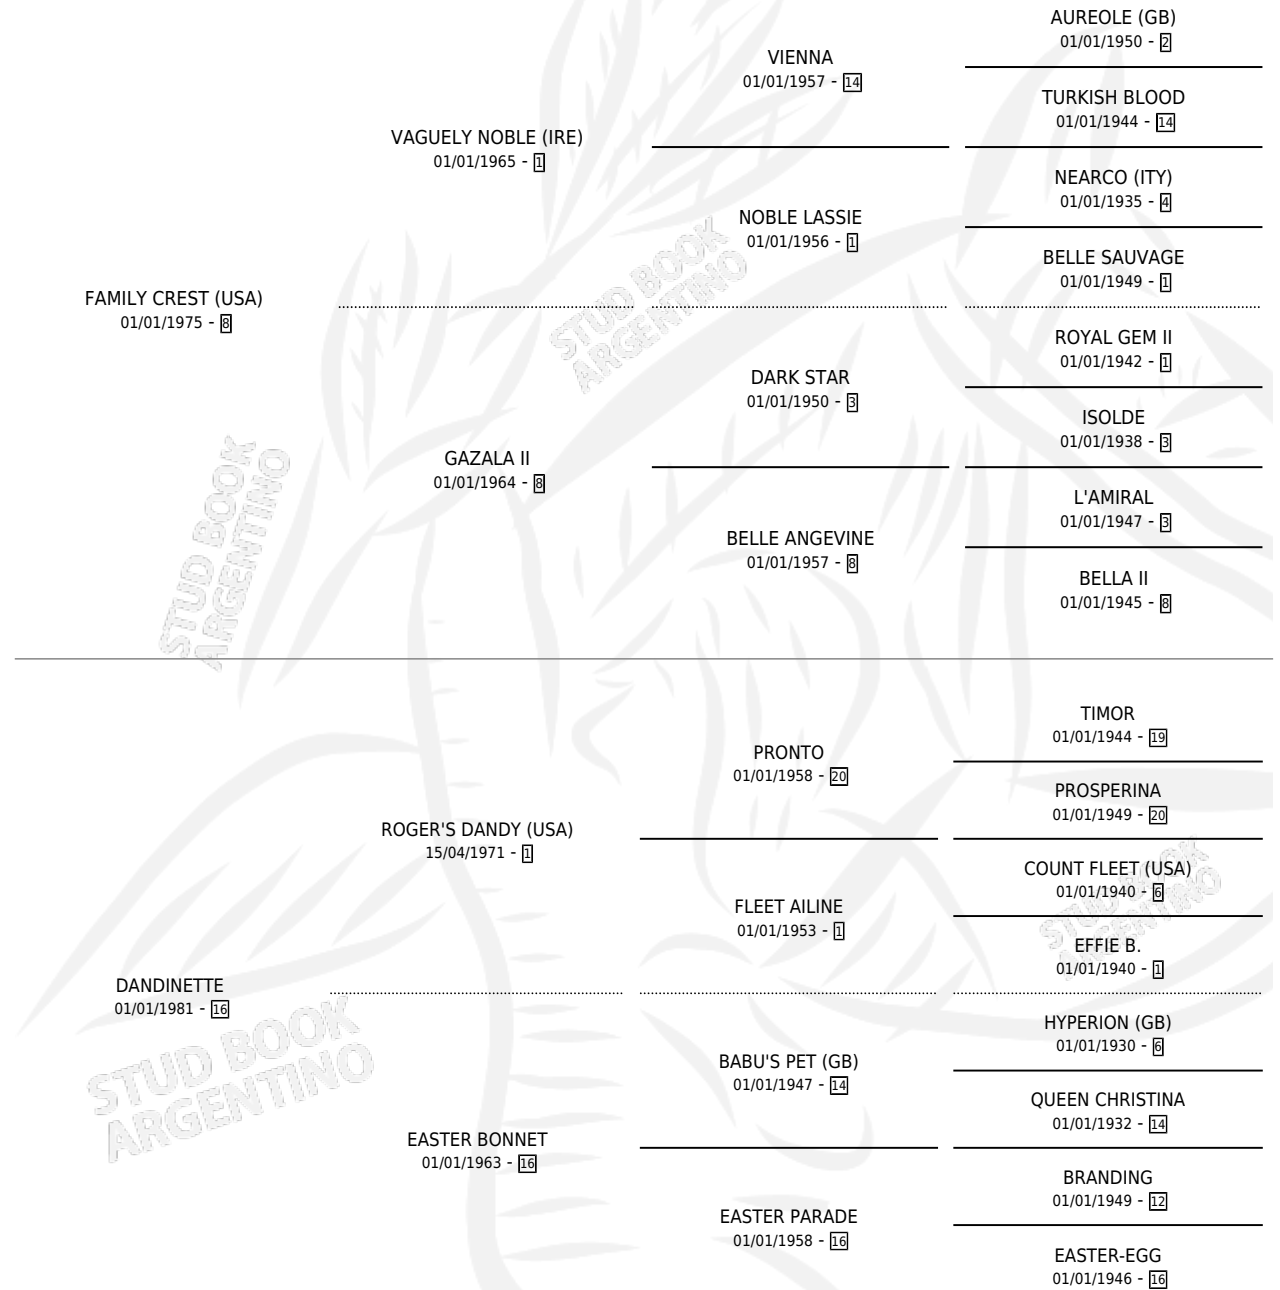 AUREOLE (GB)
01/01/1950 - 2
VIENNA
01/01/1957 - 14
TURKISH BLOOD
01/01/1944 - 14
VAGUELY NOBLE (IRE)
01/01/1965 - 1
NEARCO (ITY)
01/01/1935 - 4
NOBLE LASSIE
01/01/1956 - 1
BELLE SAUVAGE
01/01/1949 - 1
FAMILY CREST (USA)
01/01/1975 - 8
ROYAL GEM II
01/01/1942 - 1
DARK STAR
01/01/1950 - 3
ISOLDE
01/01/1938 - 3
GAZALA II
01/01/1964 - 8
L'AMIRAL
01/01/1947 - 3
BELLE ANGEVINE
01/01/1957 - 8
BELLA II
01/01/1945 - 8
STUD BOOK
ARGENTINO
STUD BOOK
ARGENTINO
TIMOR
01/01/1944 - 19
PRONTO
01/01/1958 - 20
PROSPERINA
01/01/1949 - 20
ROGER'S DANDY (USA)
15/04/1971 - 1
COUNT FLEET (USA)
01/01/1940 - 6
FLEET AILINE
01/01/1953 - 1
EFFIE B.
01/01/1940 - 1
DANDINETTE
01/01/1981 - 16
HYPERION (GB)
01/01/1930 - 6
BABU'S PET (GB)
01/01/1947 - 14
QUEEN CHRISTINA
01/01/1932 - 14
EASTER BONNET
01/01/1963 - 16
BRANDING
01/01/1949 - 12
EASTER PARADE
01/01/1958 - 16
EASTER-EGG
01/01/1946 - 16
STUD BOOK
ARGENTINO
STUD BOOK
ARGENTINO